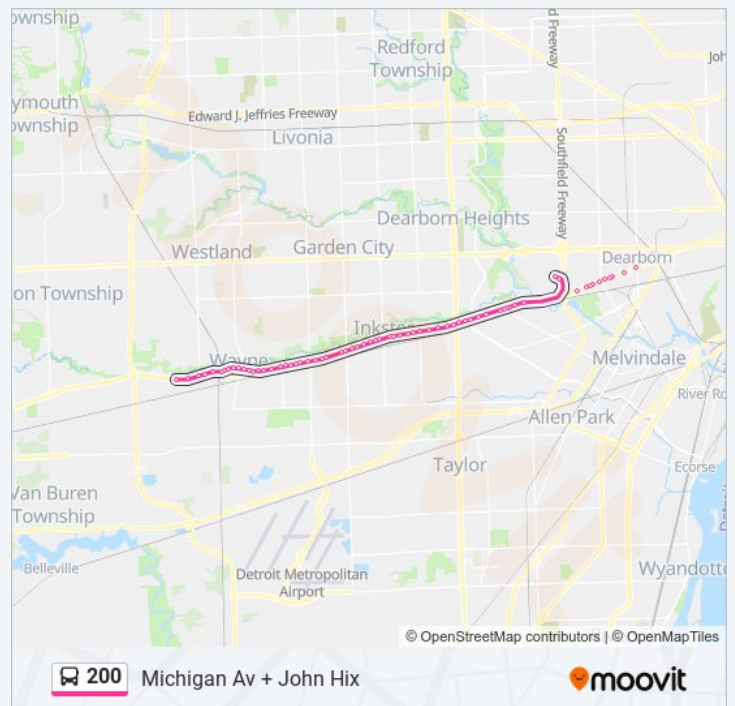 ownship
Redford
Township
d Freeway
Joh
ymouth
ownship
Edward J. Jeffries Freeway
Livonia
Southfield Freeway
Dearborn Heights
Westland
Garden City
Dearborn
on Township
Inkster
Wayne
Melvindale
River Ro
Allen Park
Taylor
Ecorse
Van Buren
Township
Detroit
Belleville
Detroit Metropolitan
Airport
Wyandotte
© OpenStreetMap contributors | © OpenMapTiles
200 Michigan Av + John Hix
moovit